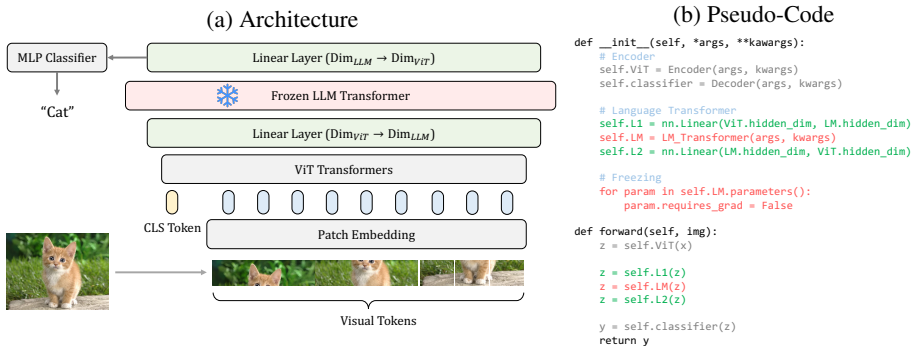 (a) Architecture
MLP Classifier
Linear Layer (Dim_LLM → Dim_ViT)
"Cat"
Frozen LLM Transformer
Linear Layer (Dim_ViT → Dim_LLM)
ViT Transformers
CLS Token
Patch Embedding
Visual Tokens
(b) Pseudo-Code
def __init__(self, *args, **kawargs):
# Encoder
self.ViT = Encoder(args, kwargs)
self.classifier = Decoder(args, kwargs)
# Language Transformer
self.L1 = nn.Linear(ViT.hidden_dim, LM.hidden_dim)
self.LM = LM_Transformer(args, kwargs)
self.L2 = nn.Linear(LM.hidden_dim, ViT.hidden_dim)
# Freezing
for param in self.LM.parameters():
param.requires_grad = False
def forward(self, img):
z = self.ViT(x)
z = self.L1(z)
z = self.LM(z)
z = self.L2(z)
y = self.classifier(z)
return y